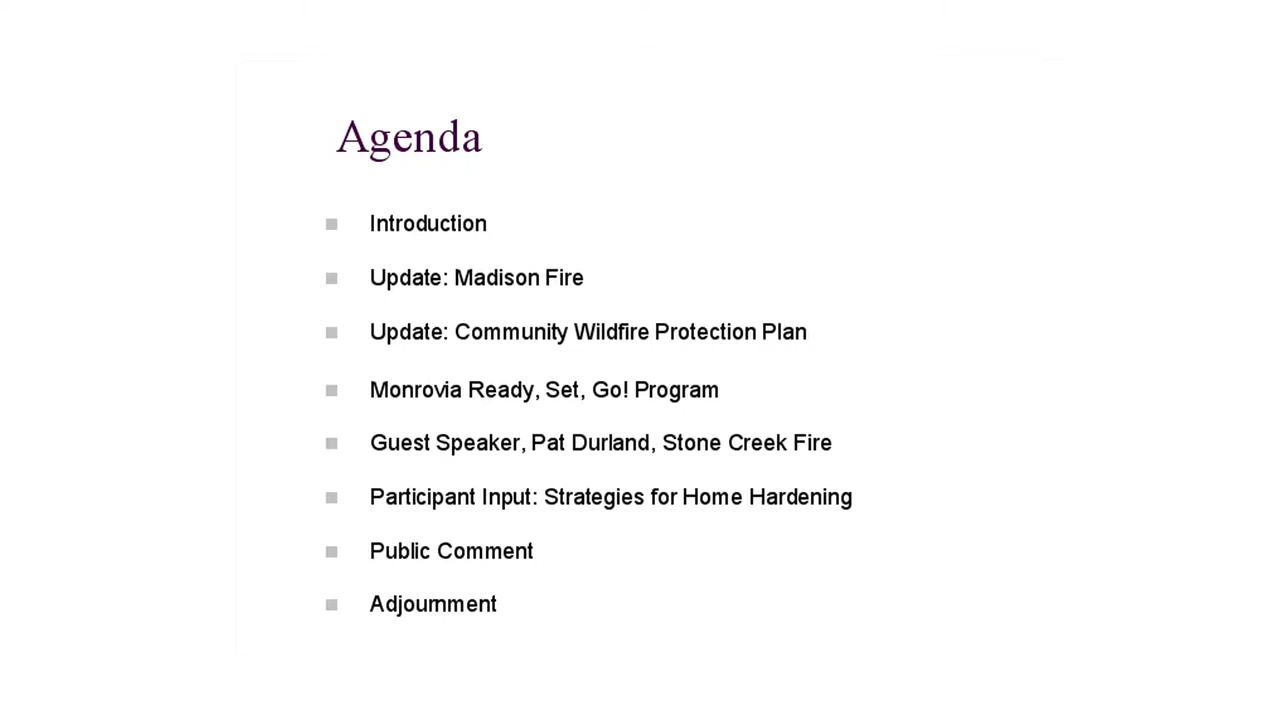 Agenda
Introduction
Update: Madison Fire
Update: Community Wildfire Protection Plan
Monrovia Ready, Set, Go! Program
Guest Speaker, Pat Durland, Stone Creek Fire
Participant Input: Strategies for Home Hardening
Public Comment
Adjournment